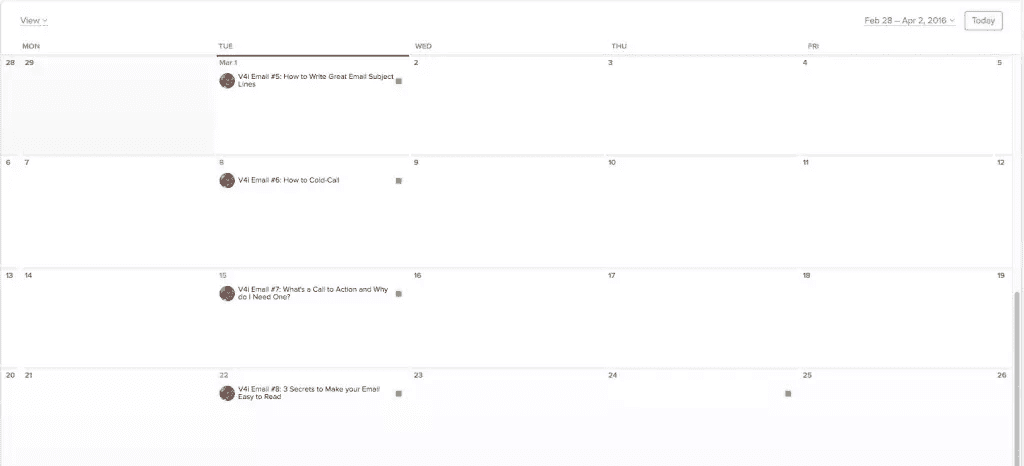 View
Feb 28 – Apr 2, 2016
Today
MON
TUE
WED
THU
FRI
28
29
Mar 1
2
3
4
5
V4i Email #5: How to Write Great Email Subject
Lines
6
7
8
9
10
11
12
V4i Email #6: How to Cold-Call
13
14
15
16
17
18
19
V4i Email #7: What's a Call to Action and Why
do I Need One?
20
21
22
23
24
25
26
V4i Email #8: 3 Secrets to Make your Email
Easy to Read